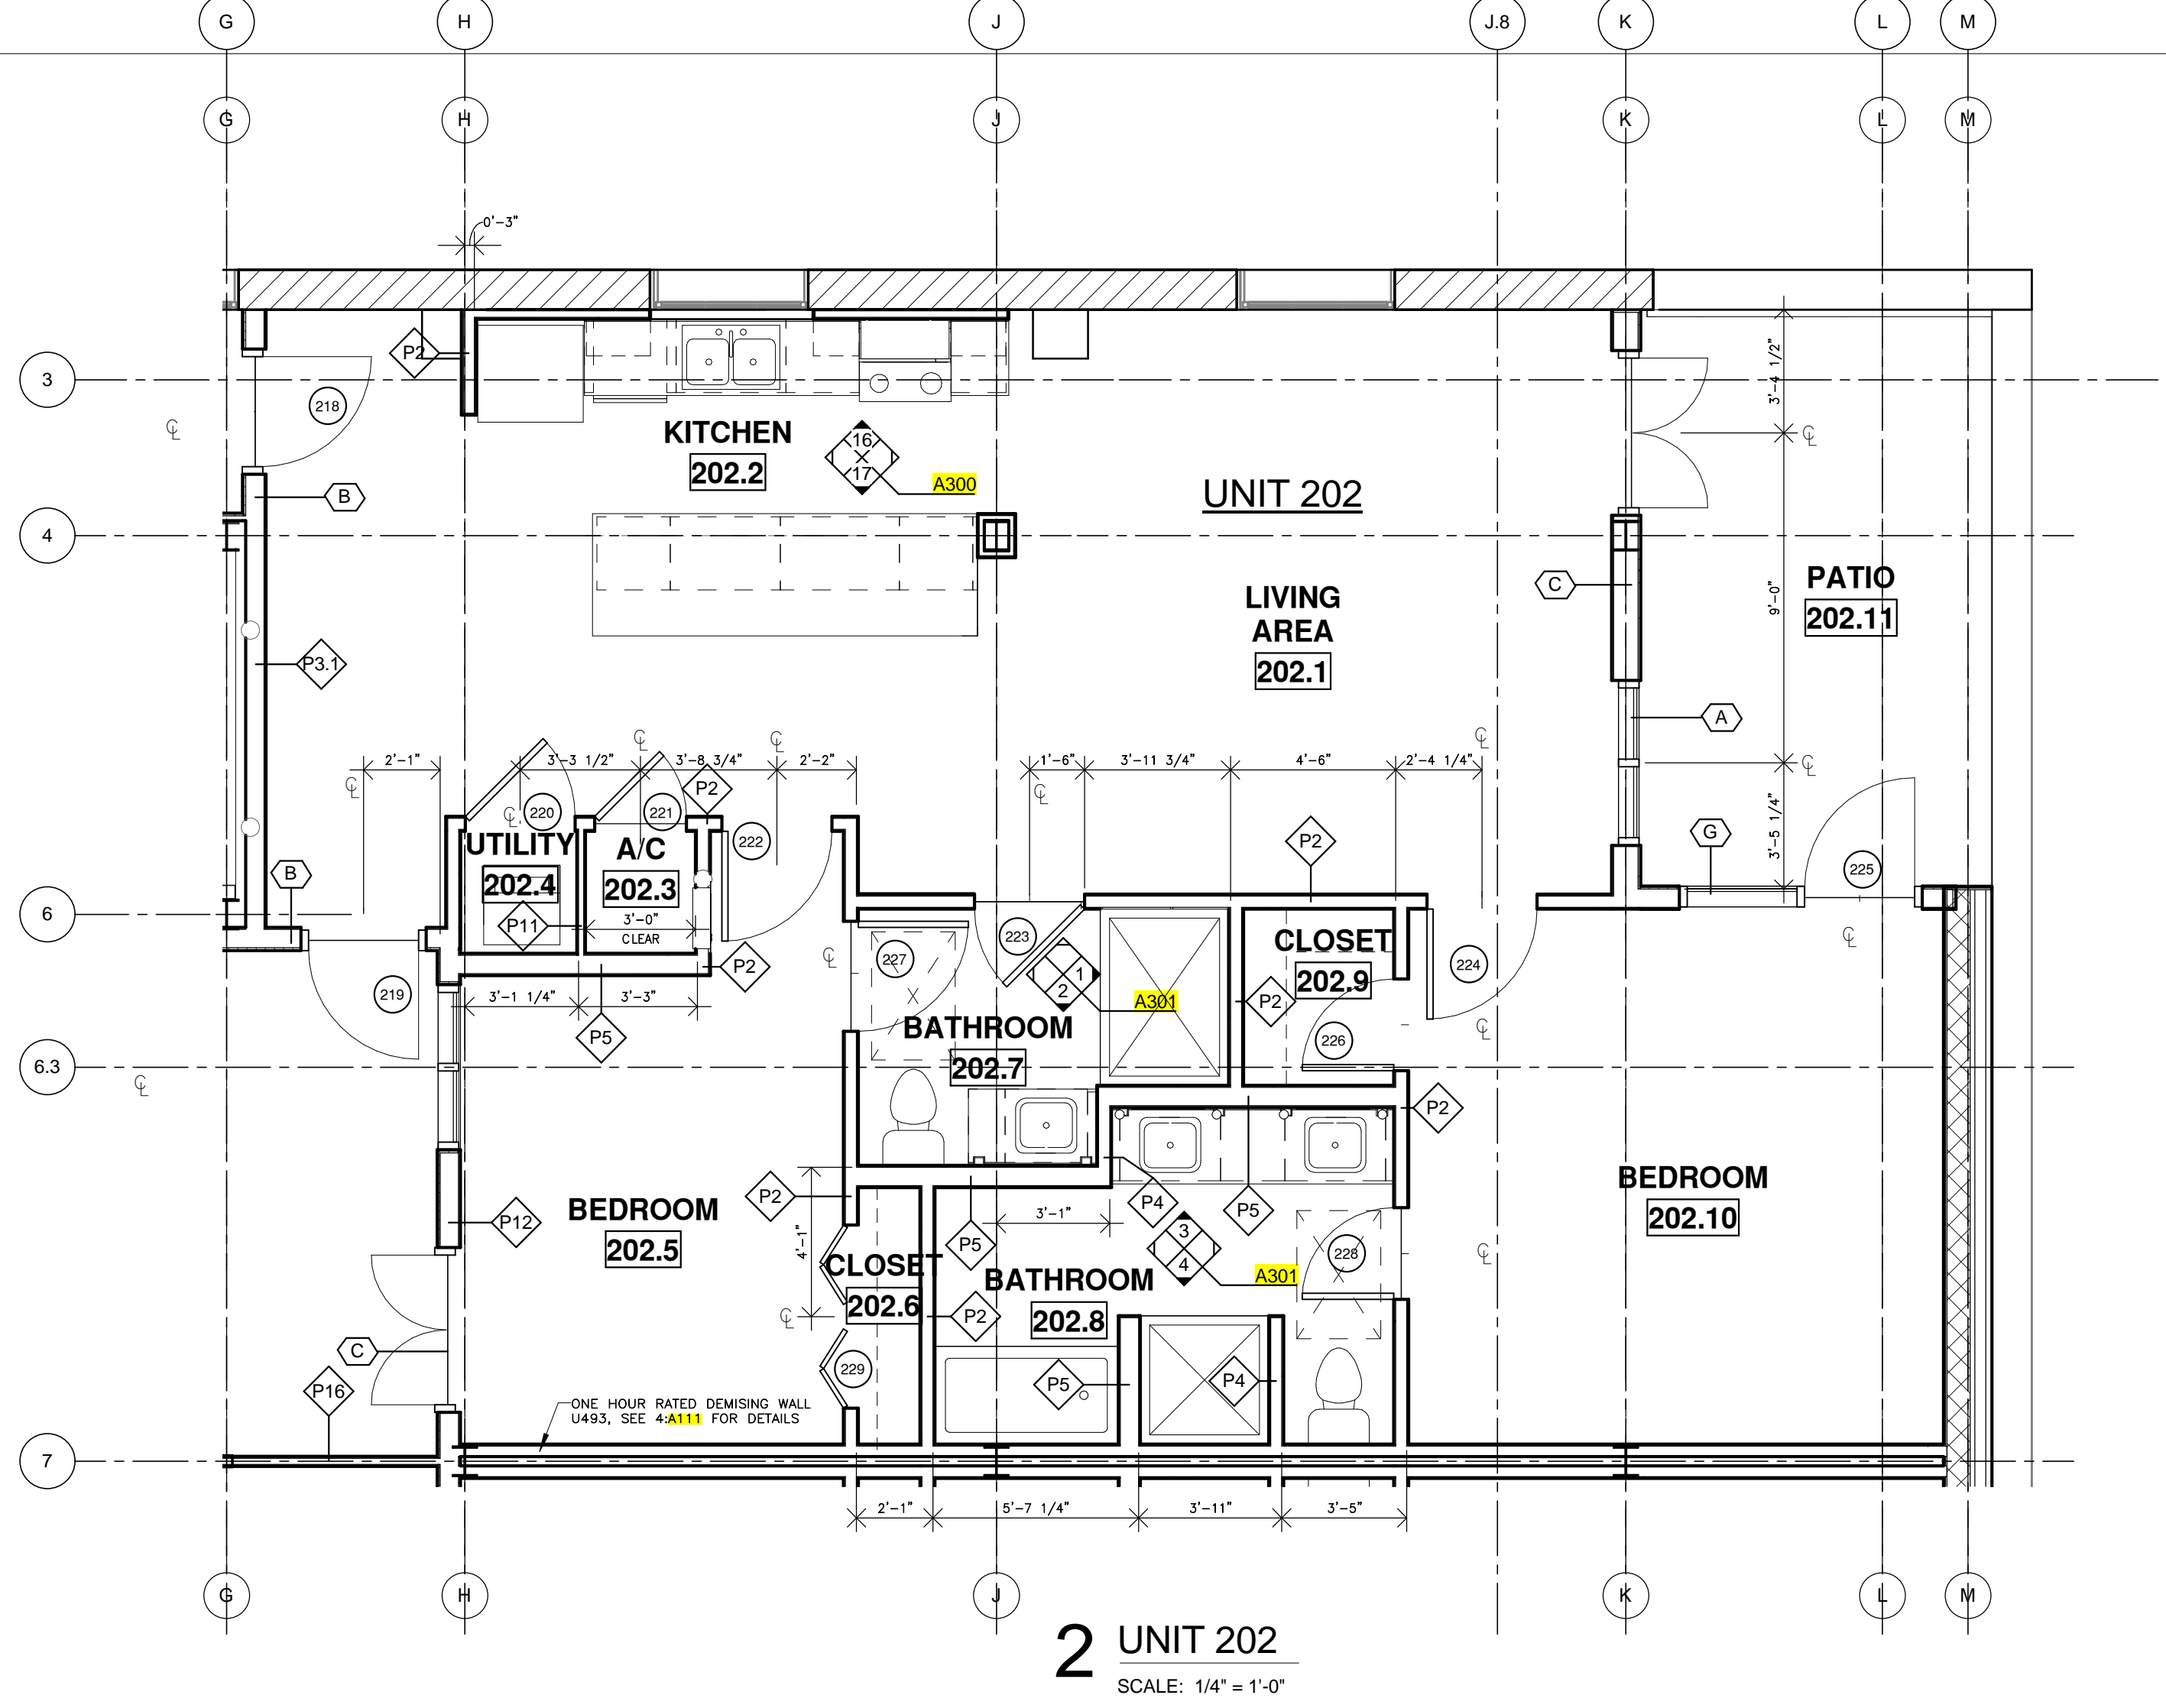 G H J J.8 K L M
G H J K L M
0'-3"
3
P2
218
KITCHEN
202.2
16
17
A300
B
UNIT 202
3'-4 1/2"
4
C
PATIO
202.11
9'-0"
LIVING
AREA
202.1
P3.1
A
2'-1" 3'-3 1/2" 3'-8 3/4" 2'-2" 1'-6" 3'-11 3/4" 4'-6" 2'-4 1/4"
P2
220 221 222
P2
G
3'-5 1/4"
UTILITY
202.4
A/C
202.3
B
225
6
P11
3'-0"
CLEAR
P2
219
3'-1 1/4" 3'-3"
P5
227
223
1
2
A301
CLOSET
202.9
P2
224
226
BATHROOM
202.7
6.3
P2
BEDROOM
202.5
P12
P2
4'-1"
P5
3'-1"
P4
P5
3
4
A301
228
BEDROOM
202.10
CLOSET
202.6
P2
BATHROOM
202.8
C
P16
229
P5
P4
ONE HOUR RATED DEMISING WALL
U493, SEE 4:A111 FOR DETAILS
7
2'-1" 5'-7 1/4" 3'-11" 3'-5"
G H J K L M
2 UNIT 202
SCALE: 1/4" = 1'-0"